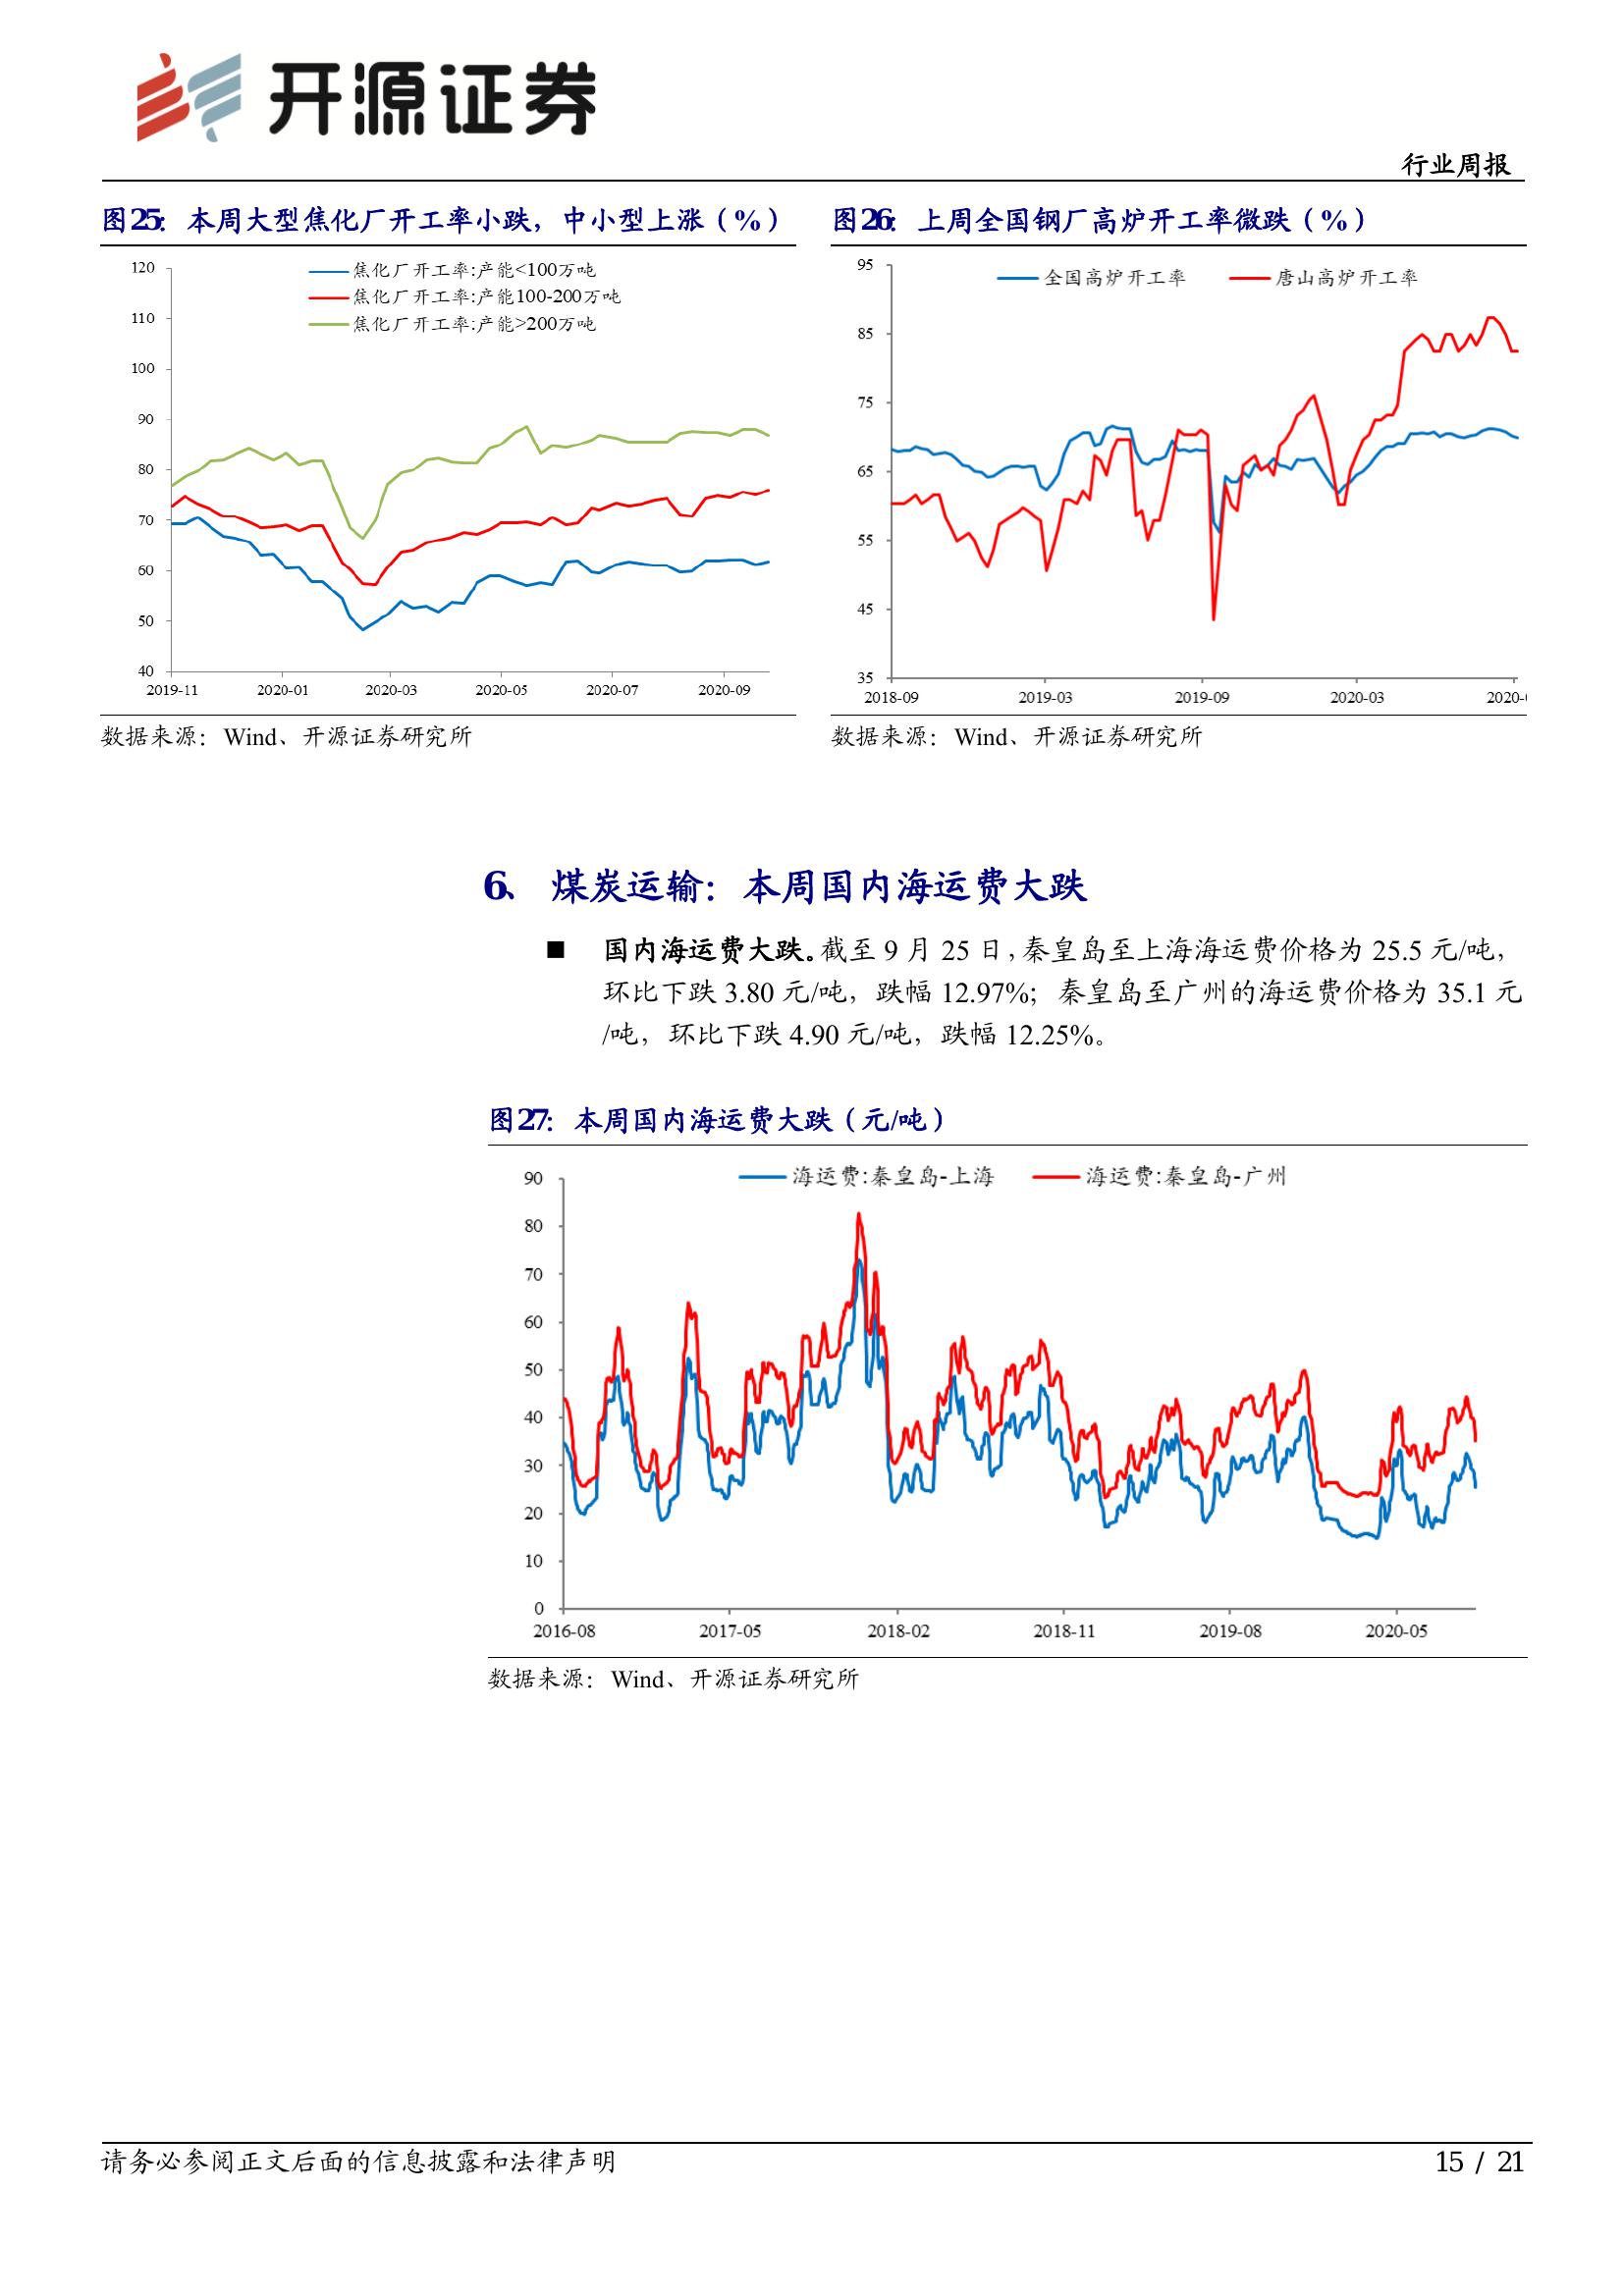 开源证券
行业周报
图25： 本周大型焦化厂开工率小跌，中小型上涨（%）
120
110
100
90
80
70
60
50
40
焦化厂开工率:产能<100万吨
焦化厂开工率:产能100-200万吨
焦化厂开工率:产能>200万吨
2019-11 2020-01 2020-03 2020-05 2020-07 2020-09
数据来源：Wind、开源证券研究所
图26： 上周全国钢厂高炉开工率微跌（%）
95
85
75
65
55
45
35
全国高炉开工率 唐山高炉开工率
2018-09 2019-03 2019-09 2020-03 2020-
数据来源：Wind、开源证券研究所
6、 煤炭运输：本周国内海运费大跌
■ 国内海运费大跌。截至 9 月 25 日，秦皇岛至上海海运费价格为 25.5 元/吨，
环比下跌 3.80 元/吨，跌幅 12.97%；秦皇岛至广州的海运费价格为 35.1 元
/吨，环比下跌 4.90 元/吨，跌幅 12.25%。
图27： 本周国内海运费大跌（元/吨）
90
80
70
60
50
40
30
20
10
0
海运费:秦皇岛-上海 海运费:秦皇岛-广州
2016-08 2017-05 2018-02 2018-11 2019-08 2020-05
数据来源：Wind、开源证券研究所
请务必参阅正文后面的信息披露和法律声明 15 / 21